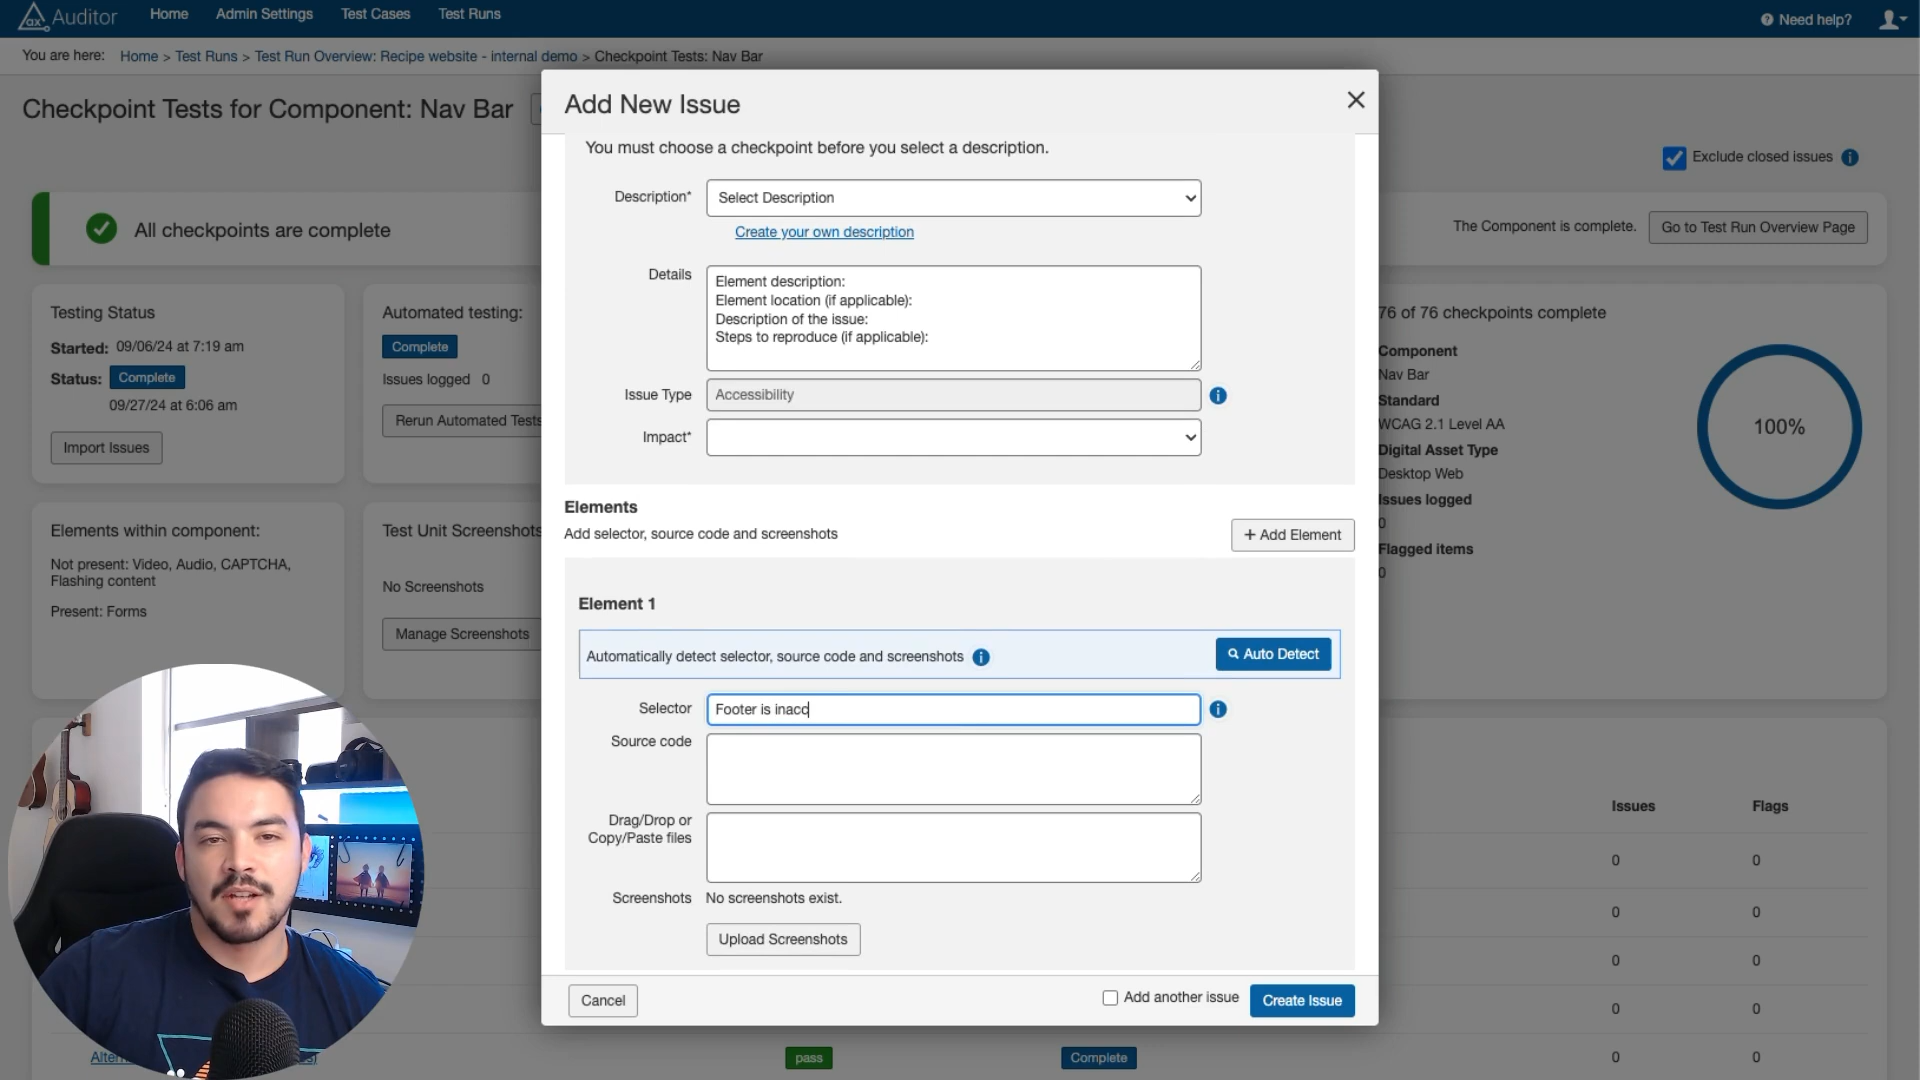 ax Auditor
Home
Admin Settings
Test Cases
Test Runs
Need help?
You are here: Home > Test Runs > Test Run Overview: Recipe website - internal demo > Checkpoint Tests: Nav Bar
Checkpoint Tests for Component: Nav Bar
Exclude closed issues
All checkpoints are complete
The Component is complete.
Go to Test Run Overview Page
Testing Status
Started: 09/06/24 at 7:19 am
Status: Complete
09/27/24 at 6:06 am
Import Issues
Automated testing:
Complete
Issues logged 0
Rerun Automated Tests
Elements within component:
Not present: Video, Audio, CAPTCHA,
Flashing content
Present: Forms
Test Unit Screenshots
No Screenshots
Manage Screenshots
Add New Issue
You must choose a checkpoint before you select a description.
Description*
Select Description
Create your own description
Details
Element description:
Element location (if applicable):
Description of the issue:
Steps to reproduce (if applicable):
Issue Type
Accessibility
Impact*
Elements
Add selector, source code and screenshots
+ Add Element
Element 1
Automatically detect selector, source code and screenshots
Auto Detect
Selector
Footer is inacc
Source code
Drag/Drop or
Copy/Paste files
Screenshots
No screenshots exist.
Upload Screenshots
Cancel
Add another issue
Create Issue
76 of 76 checkpoints complete
Component
Nav Bar
Standard
WCAG 2.1 Level AA
Digital Asset Type
Desktop Web
Issues logged
0
Flagged items
0
100%
Issues
Flags
0 0
0 0
0 0
0 0
pass
Complete
0 0